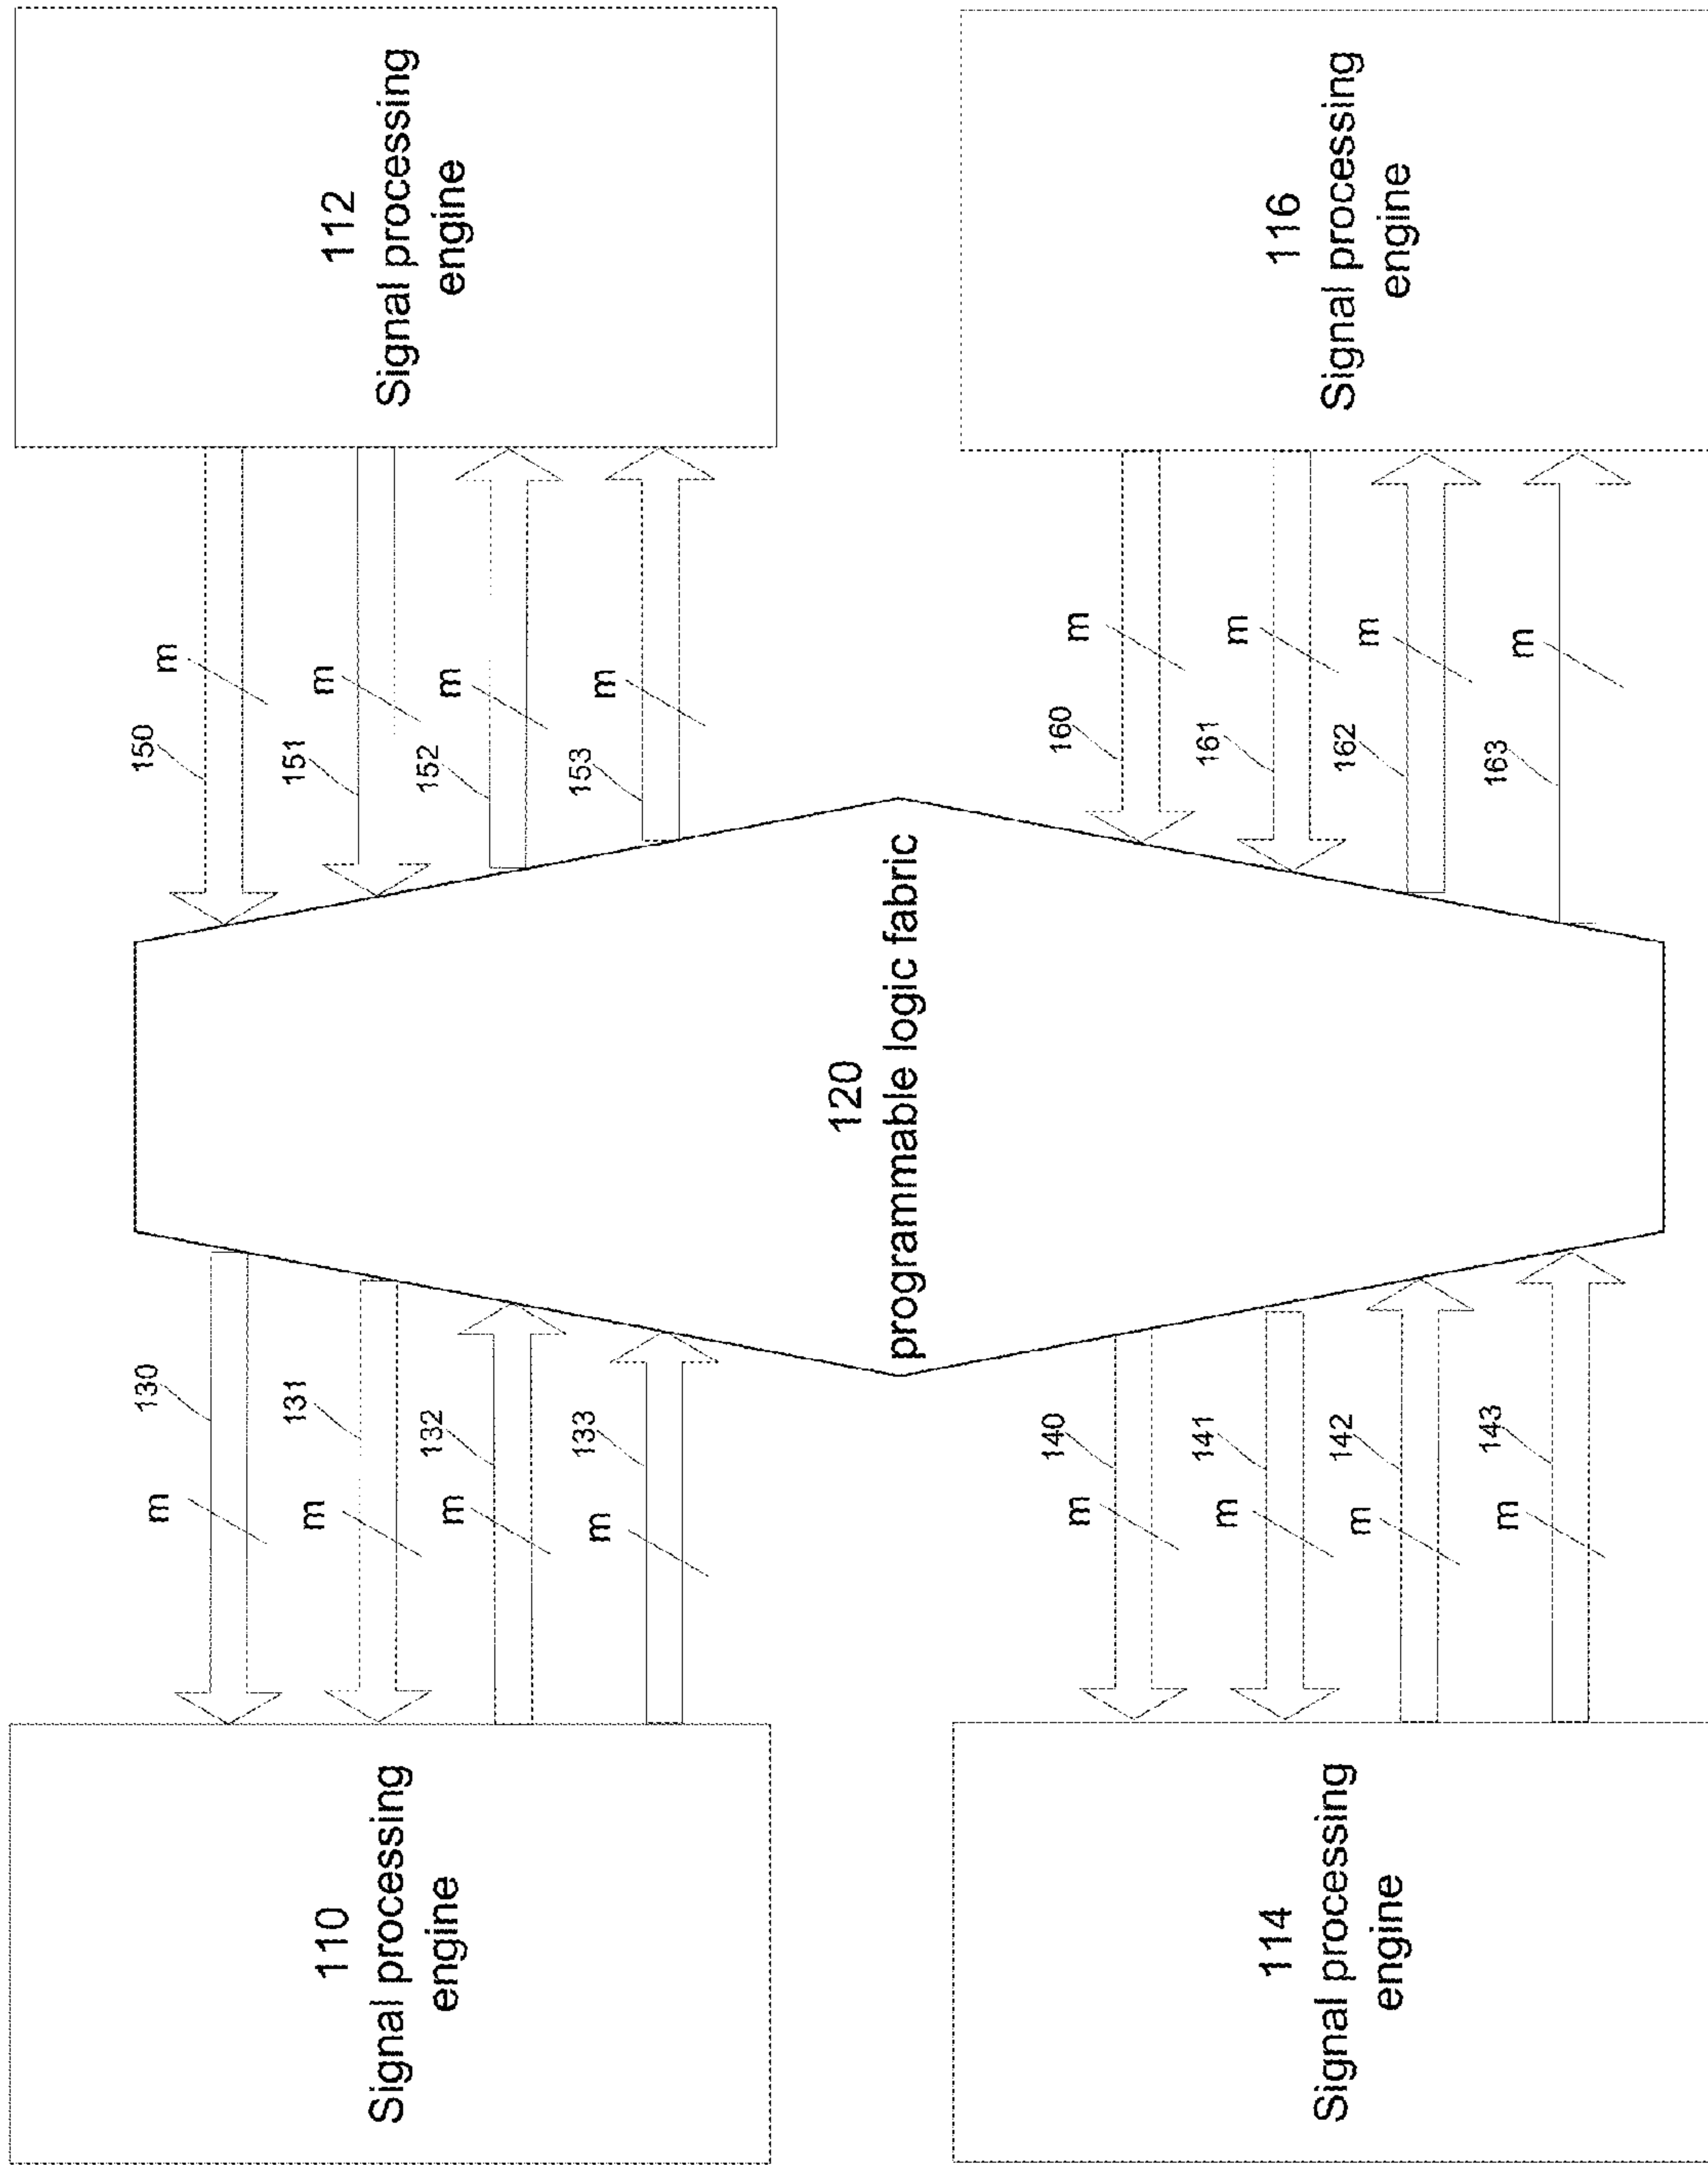 110
Signal processing
engine
m
130
m
131
m
132
m
133
150
m
151
m
152
m
153
m
112
Signal processing
engine
120
programmable logic fabric
114
Signal processing
engine
m
140
m
141
m
142
m
143
160
m
161
m
162
m
163
m
116
Signal processing
engine